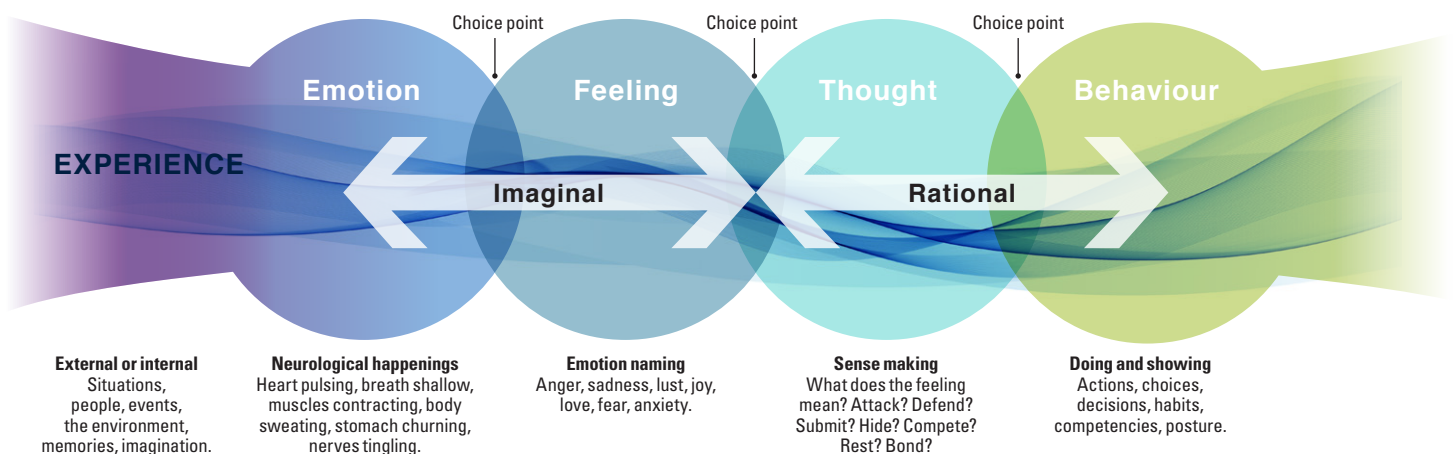 Choice point
Choice point
Choice point
Emotion
Feeling
Thought
Behaviour
EXPERIENCE
Imaginal
Rational
External or internal
Situations,
people, events,
the environment,
memories, imagination.
Neurological happenings
Heart pulsing, breath shallow,
muscles contracting, body
sweating, stomach churning,
nerves tingling.
Emotion naming
Anger, sadness, lust, joy,
love, fear, anxiety.
Sense making
What does the feeling
mean? Attack? Defend?
Submit? Hide? Compete?
Rest? Bond?
Doing and showing
Actions, choices,
decisions, habits,
competencies, posture.